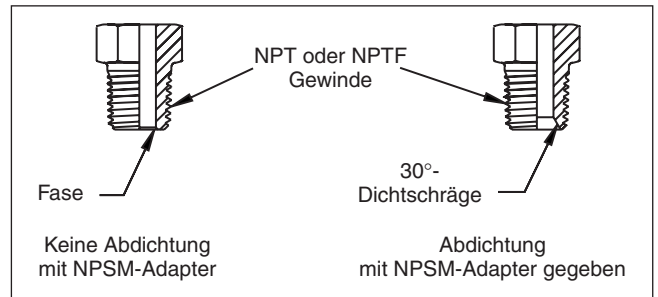 NPT oder NPTF
Gewinde
Fase
30°-
Dichtschräge
Keine Abdichtung
mit NPSM-Adapter
Abdichtung
mit NPSM-Adapter gegeben